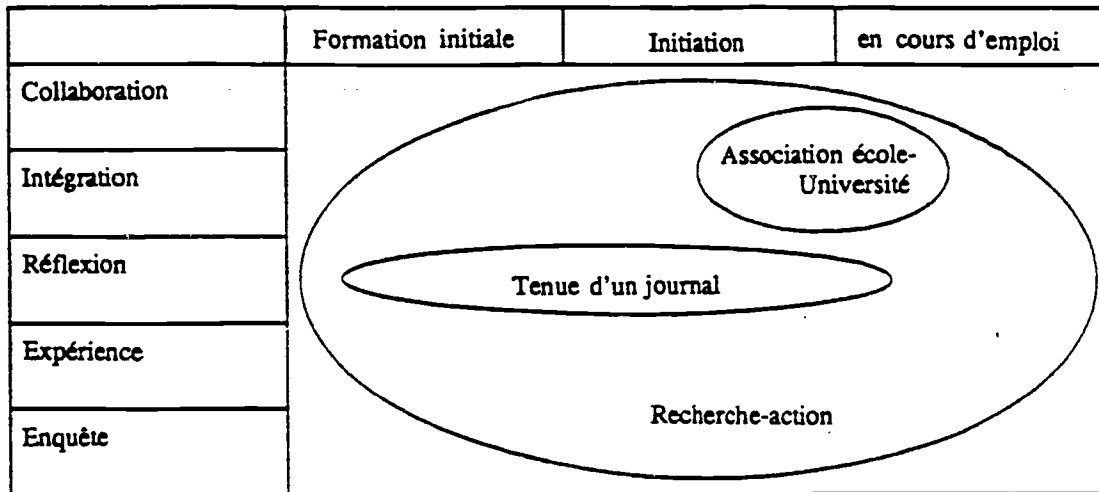 Formation initiale
Initiation
en cours d'emploi
Collaboration
Association école-
Université
Intégration
Réflexion
Tenue d'un journal
Expérience
Recherche-action
Enquête